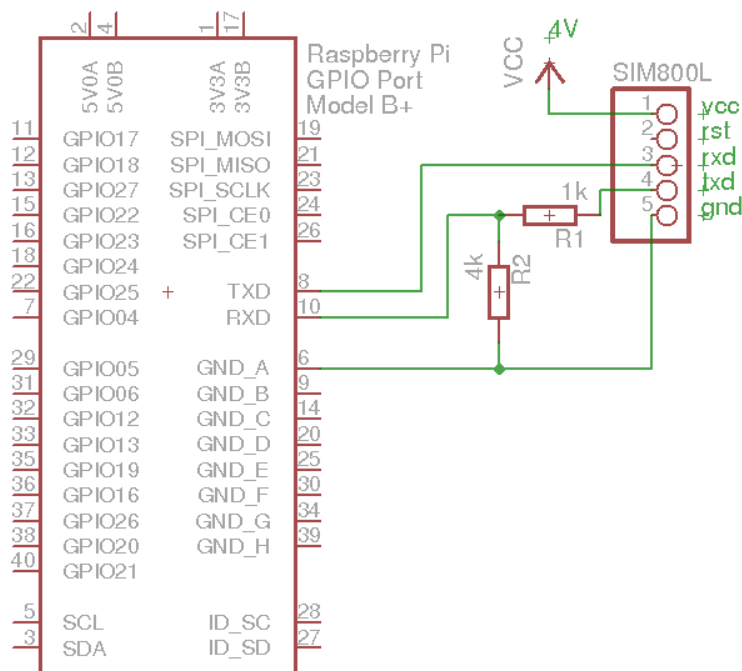 2 4 1 17
5V0A 5V0B 3V3A 3V3B
Raspberry Pi
GPIO Port
Model B+
11 GPIO17 SPI_MOSI 19
12 GPIO18 SPI_MISO 21
13 GPIO27 SPI_SCLK 23
15 GPIO22 SPI_CE0 24
16 GPIO23 SPI_CE1 26
18 GPIO24
22 GPIO25 TXD 8
7 GPIO04 RXD 10
29 GPIO05 GND_A 6
31 GPIO06 GND_B 9
32 GPIO12 GND_C 14
33 GPIO13 GND_D 20
35 GPIO19 GND_E 25
36 GPIO16 GND_F 30
37 GPIO26 GND_G 34
38 GPIO20 GND_H 39
40 GPIO21
5 SCL ID_SC 28
3 SDA ID_SD 27
4V
VCC
SIM800L
1 vcc
2 rst
3 rxd
4 txd
5 gnd
1k
R1
4k
R2